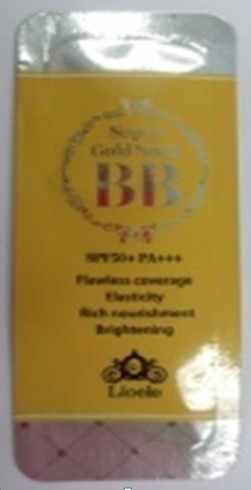 Super
Gold Snail
BB
SPF50+ PA+++
Flawless coverage
Elasticity
Rich nourishment
Brightening
Lioele